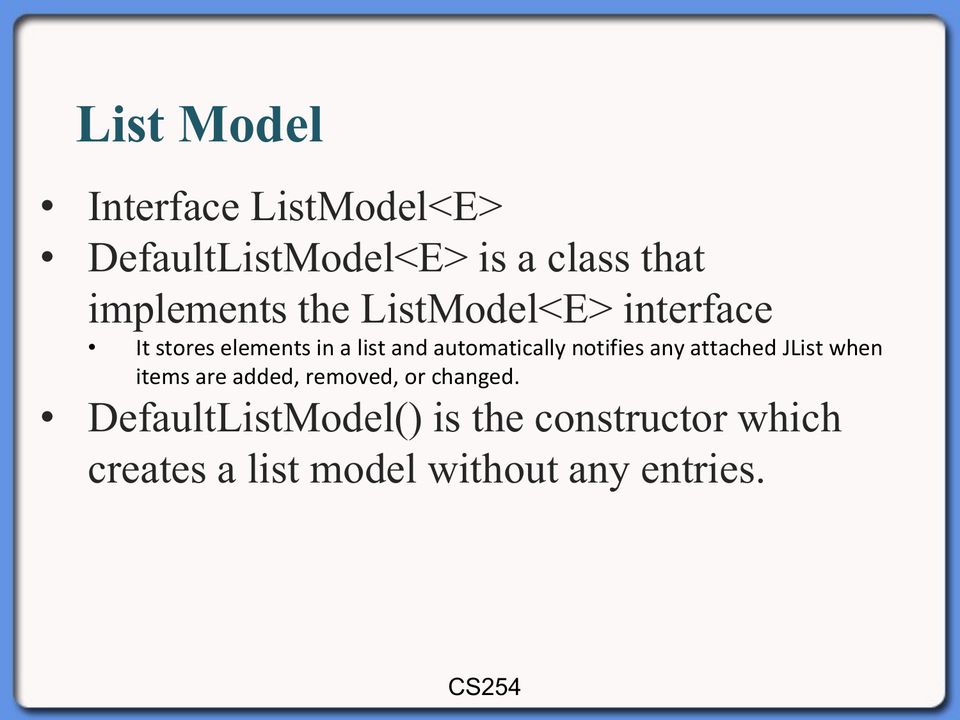 List Model
• Interface ListModel<E>
• DefaultListModel<E> is a class that
implements the ListModel<E> interface
• It stores elements in a list and automatically notifies any attached JList when
items are added, removed, or changed.
• DefaultListModel() is the constructor which
creates a list model without any entries.
CS254